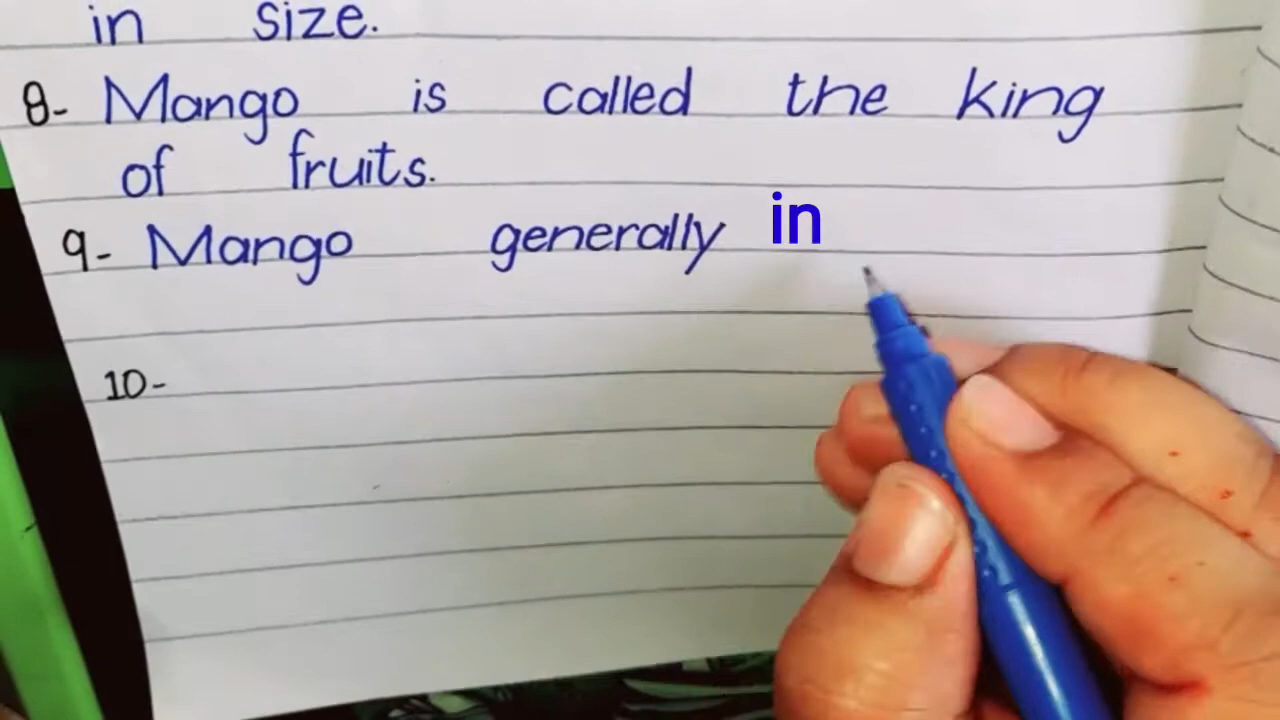 in size.
8- Mango is called the king
of fruits.
9- Mango generally in
10-